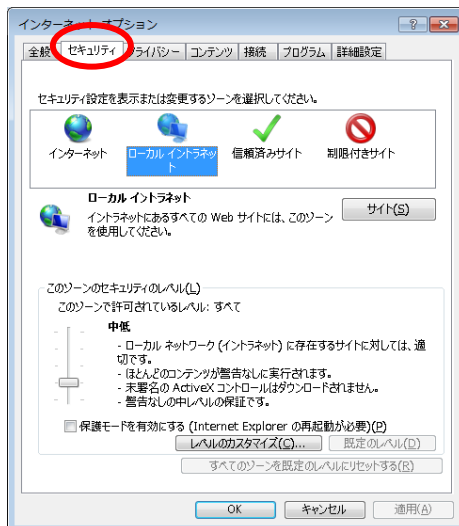 インターネット オプション
全般 セキュリティ プライバシー コンテンツ 接続 プログラム 詳細設定
セキュリティ設定を表示または変更するゾーンを選択してください。
インターネット ローカル イントラネット 信頼済みサイト 制限付きサイト
ローカル イントラネット
イントラネットにあるすべての Web サイトには、このゾーン
を使用してください。
サイト(S)
このゾーンのセキュリティのレベル(L)
このゾーンで許可されているレベル: すべて
中低
- ローカル ネットワーク (イントラネット) に存在するサイトに対しては、適
切です。
- ほとんどのコンテンツが警告なしに実行されます。
- 未署名の ActiveX コントロールはダウンロードされません。
- 警告なしの中レベルの保証です。
保護モードを有効にする (Internet Explorer の再起動が必要)(P)
レベルのカスタマイズ(C)... 既定のレベル(D)
すべてのゾーンを既定のレベルにリセットする(R)
OK キャンセル 適用(A)